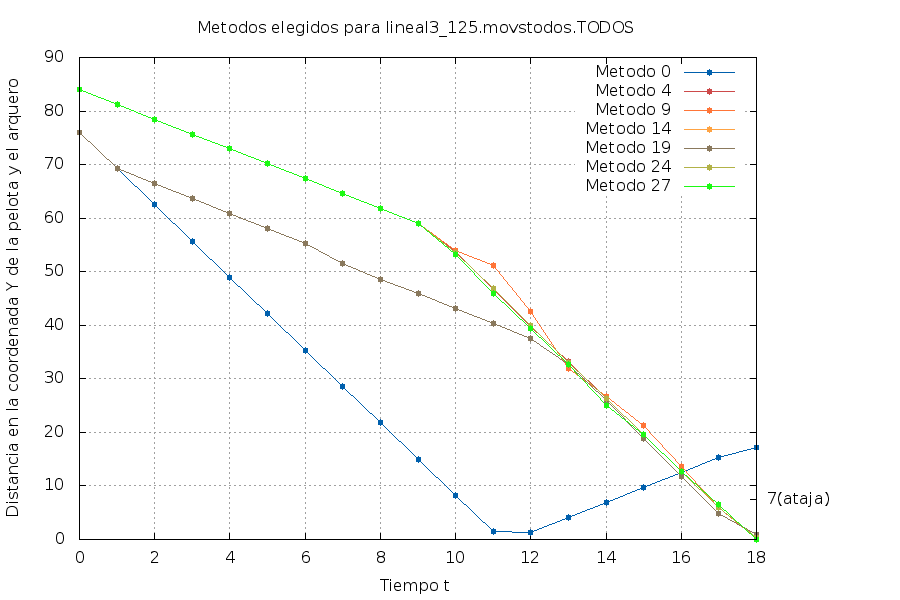 Metodos elegidos para lineal3_125.movstodos.TODOS
Distancia en la coordenada Y de la pelota y el arquero
90
80
70
60
50
40
30
20
10
0
Metodo 0
Metodo 4
Metodo 9
Metodo 14
Metodo 19
Metodo 24
Metodo 27
7(ataja)
0 2 4 6 8 10 12 14 16 18
Tiempo t